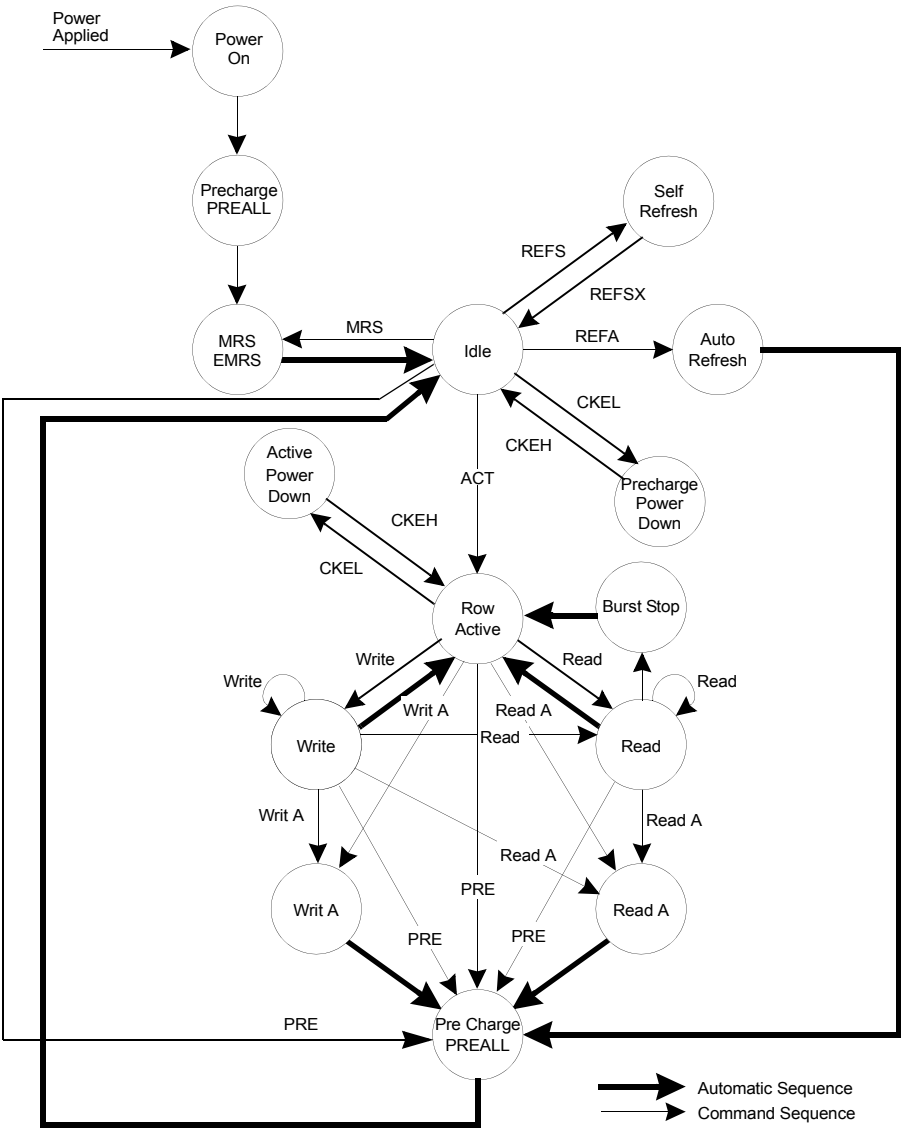 Power
Applied
Power
On
Precharge
PREALL
Self
Refresh
REFS
REFSX
MRS
EMRS
MRS
Idle
REFA
Auto
Refresh
CKEL
CKEH
Active
Power
Down
ACT
Precharge
Power
Down
CKEH
CKEL
Row
Active
Burst Stop
Write
Read
Write
Writ A
Read A
Read
Write
Read
Read
Writ A
Read A
Read A
Writ A
PRE
Read A
PRE
PRE
PRE
Pre Charge
PREALL
Automatic Sequence
Command Sequence